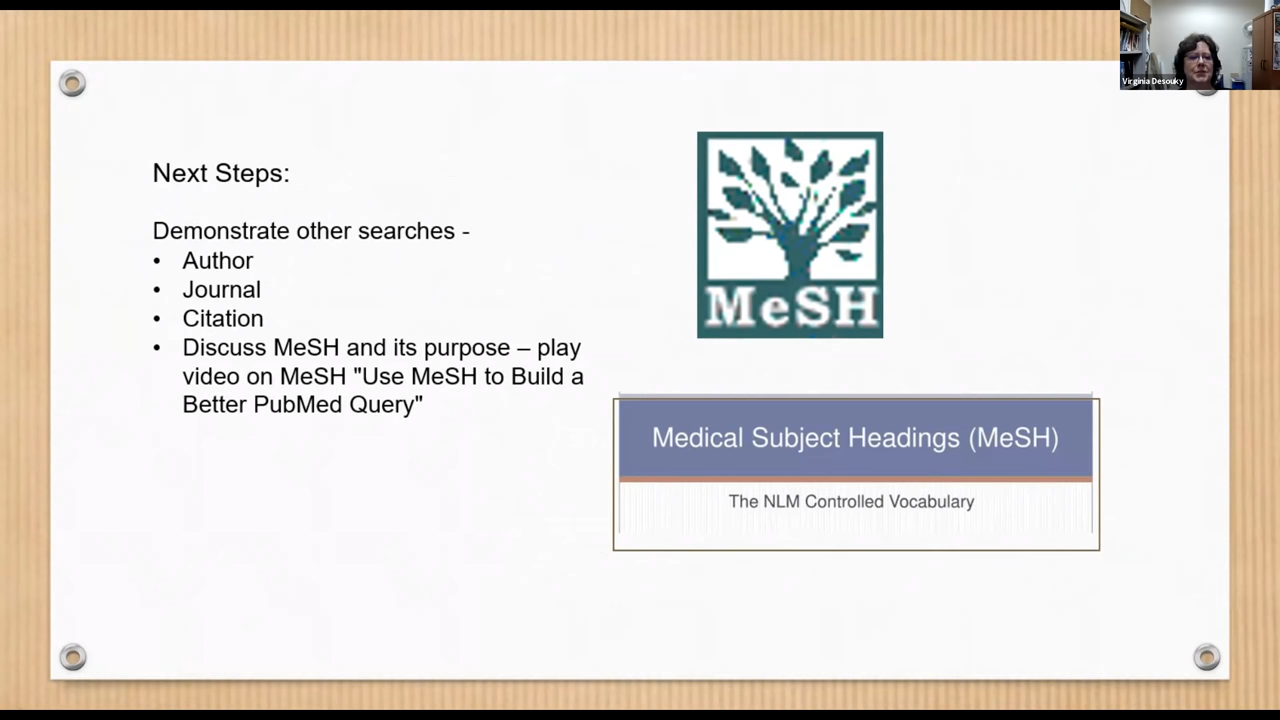 Virginia Desouky
Next Steps:
Demonstrate other searches -
• Author
• Journal
• Citation
• Discuss MeSH and its purpose – play
video on MeSH "Use MeSH to Build a
Better PubMed Query"
MeSH
Medical Subject Headings (MeSH)
The NLM Controlled Vocabulary